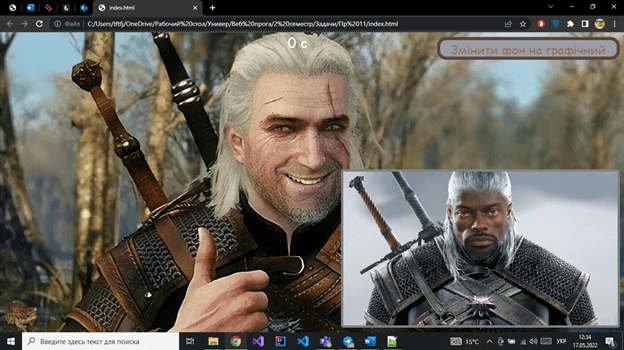 index.html
Файл
C:/Users/tftfj/OneDrive/Рабочий%20стол/Универ/Веб%20прога/2%20семестр/Задачи/Пр%2011/index.html
0 с
Змінити фон на графічний
Введите здесь текст для поиска
15°C
УКР
12:34
17.05.2022